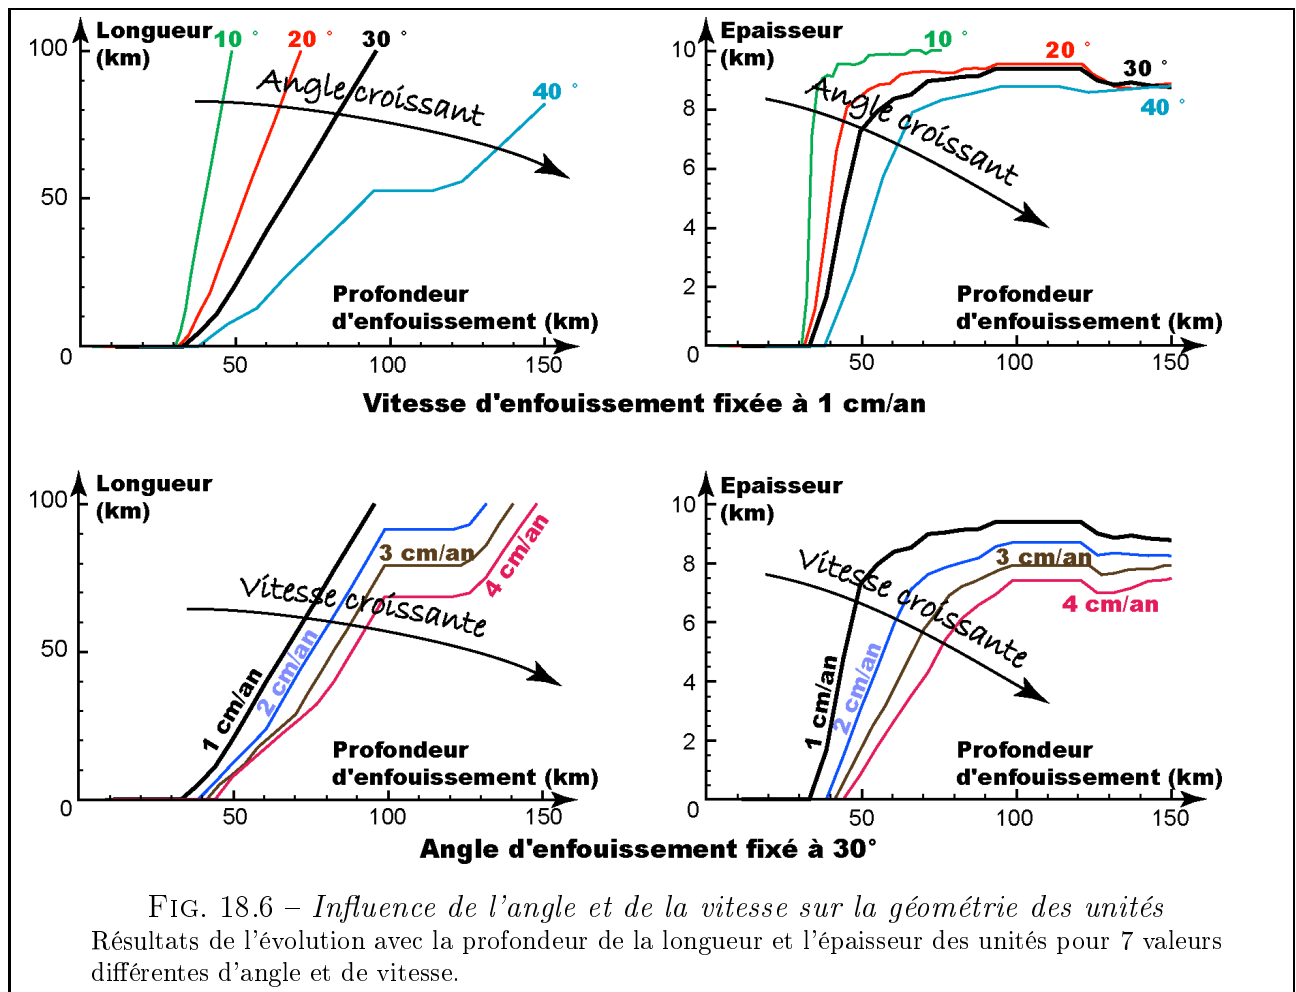 Longueur
(km)
10 °
20 °
30 °
40 °
Angle croissant
100
50
0
50
100
150
Profondeur
d'enfouissement (km)
Epaisseur
(km)
10 °
20 °
30 °
40 °
Angle croissant
10
8
6
4
2
0
50
100
150
Profondeur
d'enfouissement (km)
Vitesse d'enfouissement fixée à 1 cm/an
Longueur
(km)
100
50
0
50
100
150
Vitesse croissante
1 cm/an
2 cm/an
3 cm/an
4 cm/an
Profondeur
d'enfouissement (km)
Epaisseur
(km)
10
8
6
4
2
0
50
100
150
Vitesse croissante
1 cm/an
2 cm/an
3 cm/an
4 cm/an
Profondeur
d'enfouissement (km)
Angle d'enfouissement fixé à 30°
FIG. 18.6 – Influence de l'angle et de la vitesse sur la géométrie des unités
Résultats de l'évolution avec la profondeur de la longueur et l'épaisseur des unités pour 7 valeurs
différentes d'angle et de vitesse.